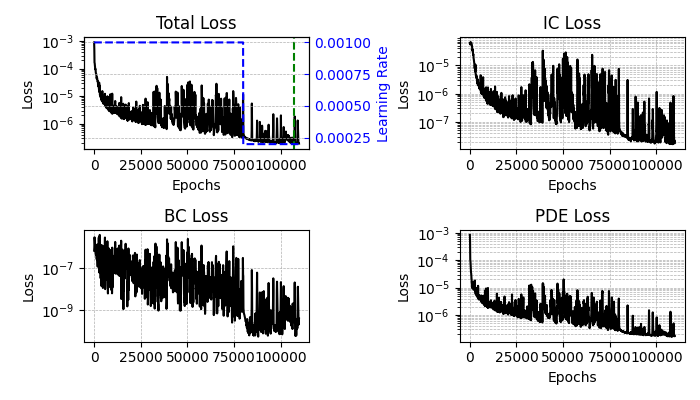 Total Loss
Loss
10⁻³
10⁻⁴
10⁻⁵
10⁻⁶
0.00100
0.00075
0.00050
0.00025
Learning Rate
0 25000 50000 75000 100000
Epochs
IC Loss
Loss
10⁻⁵
10⁻⁶
10⁻⁷
0 25000 50000 75000 100000
Epochs
BC Loss
Loss
10⁻⁷
10⁻⁹
0 25000 50000 75000 100000
PDE Loss
Loss
10⁻³
10⁻⁴
10⁻⁵
10⁻⁶
0 25000 50000 75000 100000
Epochs